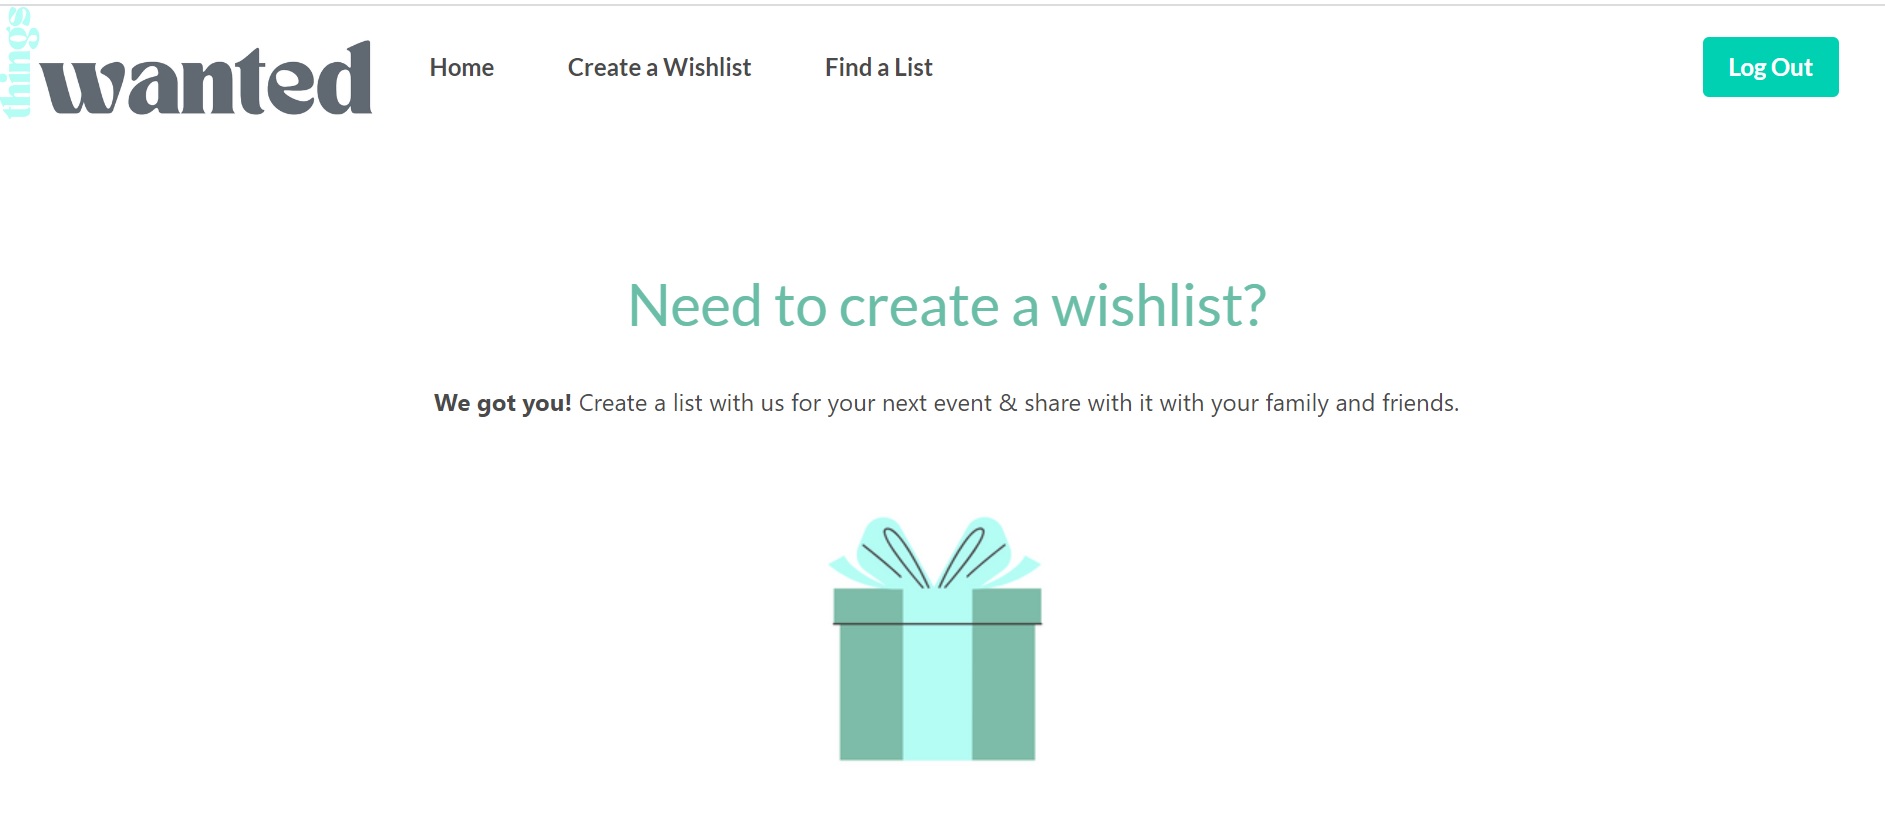 things
wanted
Home Create a Wishlist Find a List Log Out
Need to create a wishlist?
We got you! Create a list with us for your next event & share with it with your family and friends.